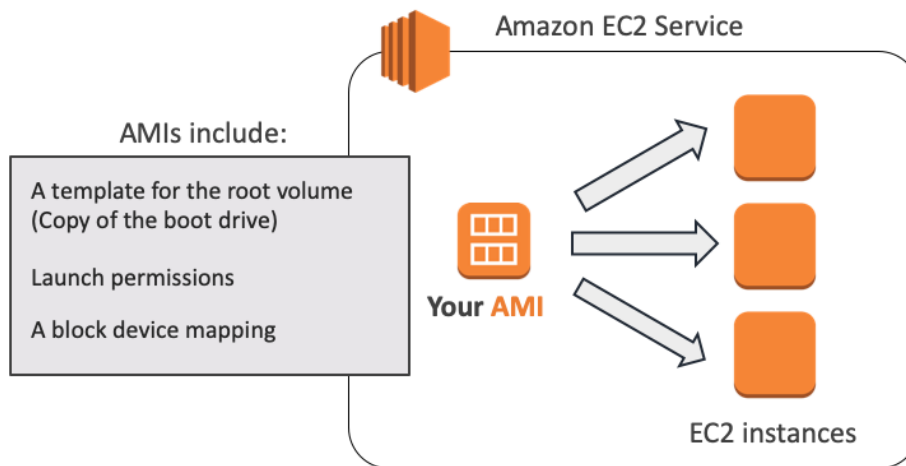 Amazon EC2 Service
AMIs include:
A template for the root volume
(Copy of the boot drive)
Launch permissions
A block device mapping
Your AMI
EC2 instances